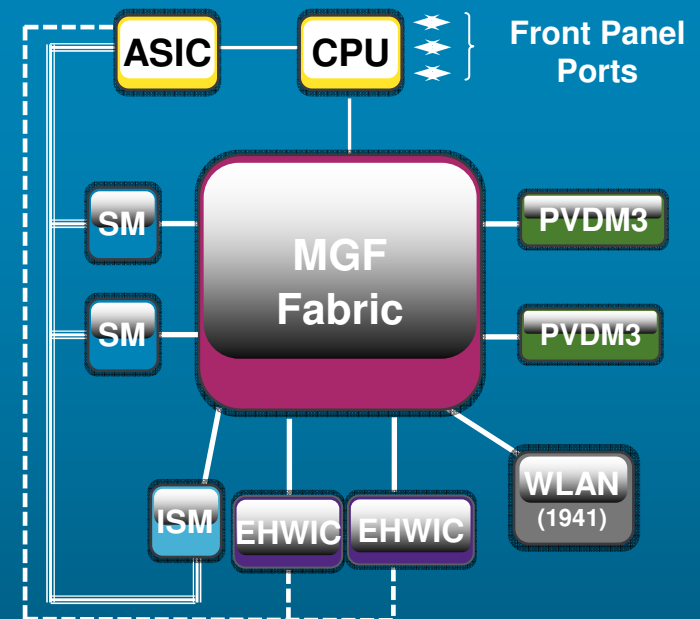 ASIC
CPU
Front Panel
Ports
SM
MGF
Fabric
PVDM3
SM
PVDM3
ISM
EHWIC
EHWIC
WLAN
(1941)